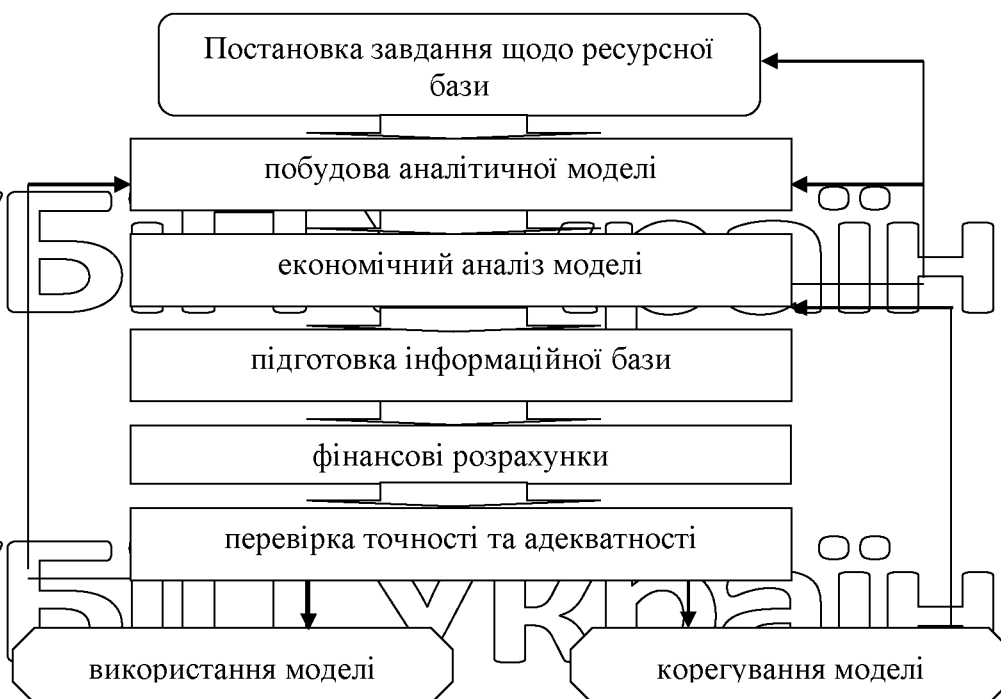 Постановка завдання щодо ресурсної
бази
побудова аналітичної моделі
економічний аналіз моделі
підготовка інформаційної бази
фінансові розрахунки
перевірка точності та адекватності
використання моделі
корегування моделі